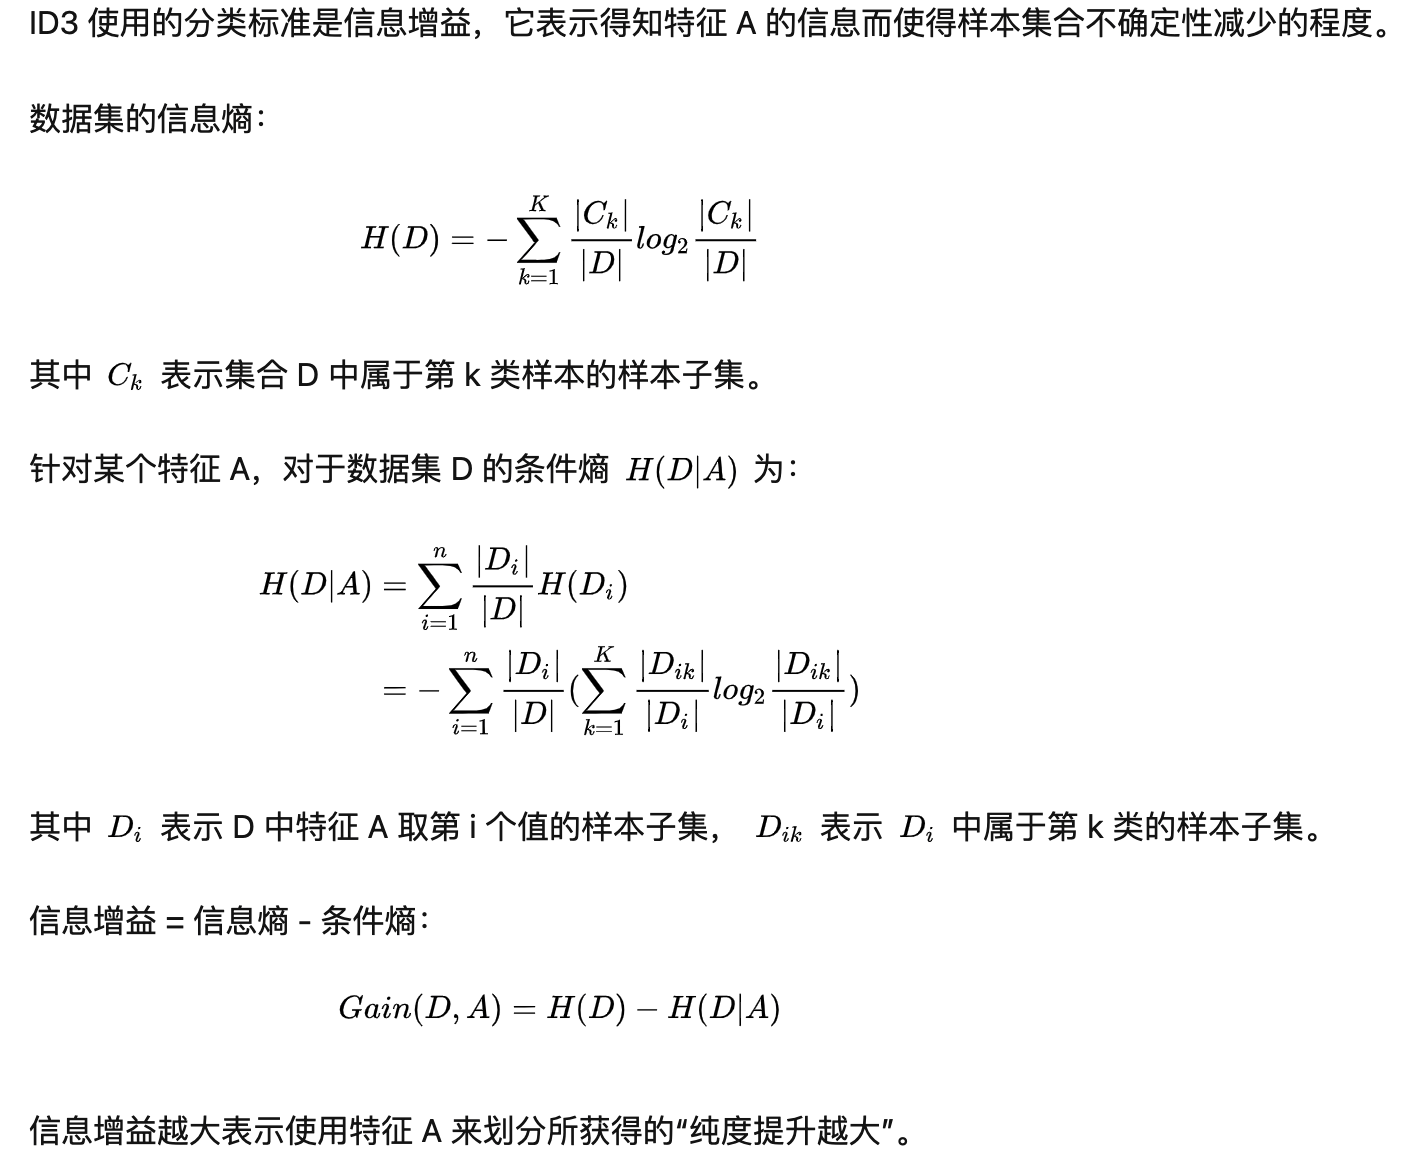 ID3 使用的分类标准是信息增益，它表示得知特征 A 的信息而使得样本集合不确定性减少的程度。
数据集的信息熵：
$H(D) = -\sum_{k=1}^{K} \frac{|C_k|}{|D|} log_2 \frac{|C_k|}{|D|}$
其中 $C_k$ 表示集合 D 中属于第 k 类样本的样本子集。
针对某个特征 A，对于数据集 D 的条件熵 $H(D|A)$ 为：
$H(D|A) = \sum_{i=1}^{n} \frac{|D_i|}{|D|} H(D_i)$
$= -\sum_{i=1}^{n} \frac{|D_i|}{|D|} (\sum_{k=1}^{K} \frac{|D_{ik}|}{|D_i|} log_2 \frac{|D_{ik}|}{|D_i|})$
其中 $D_i$ 表示 D 中特征 A 取第 i 个值的样本子集， $D_{ik}$ 表示 $D_i$ 中属于第 k 类的样本子集。
信息增益 = 信息熵 - 条件熵：
$Gain(D, A) = H(D) - H(D|A)$
信息增益越大表示使用特征 A 来划分所获得的“纯度提升越大”。